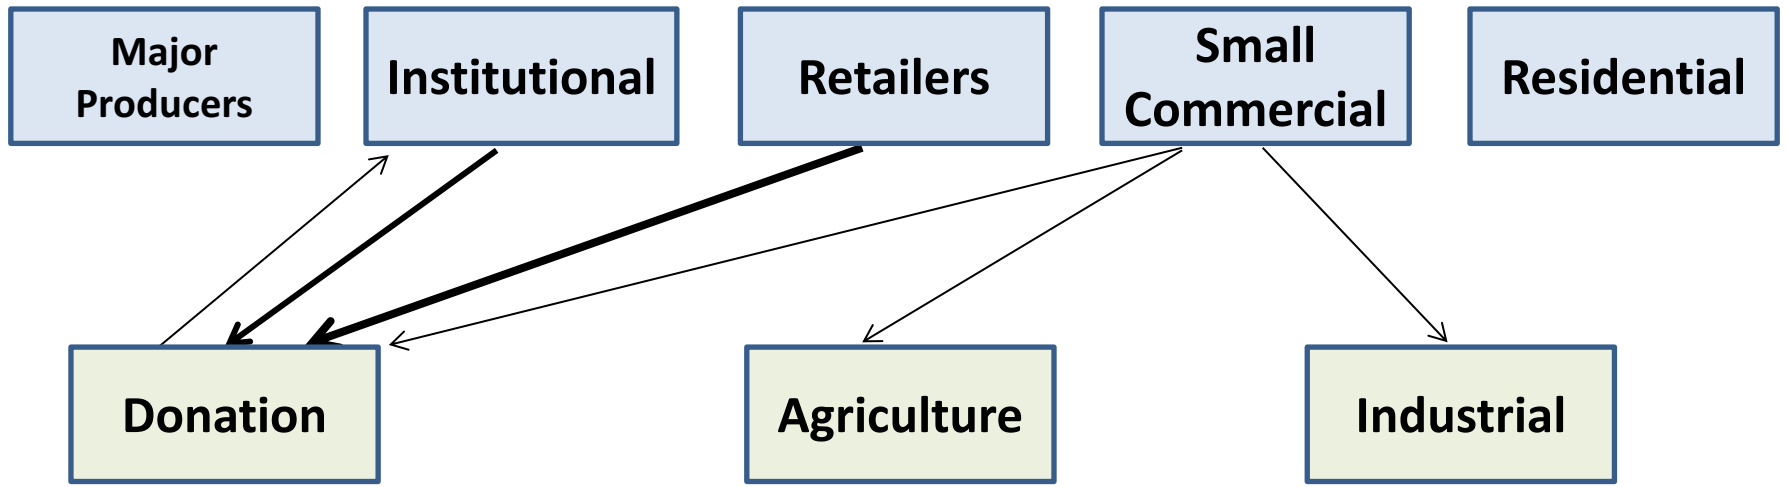 Major
Producers
Institutional
Retailers
Small
Commercial
Residential
Donation
Agriculture
Industrial